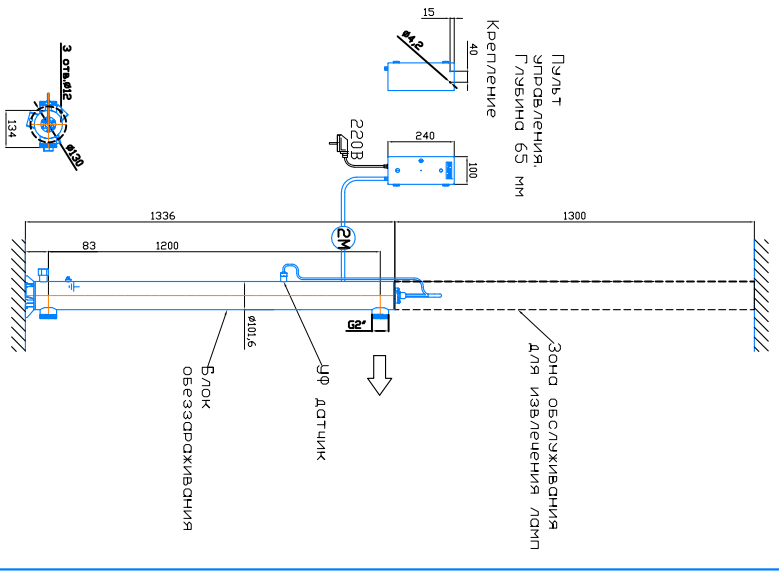 Пульт
управления.
Глубина 65 мм
Крепление
15
40
ø4,2
3 отв.ø12
134
ø130
220В
240
100
2М
1336
1300
83
1200
ø101,6
G2"
УФ датчик
Блок
обеззараживания
Зона обслуживания
для извлечения ламп